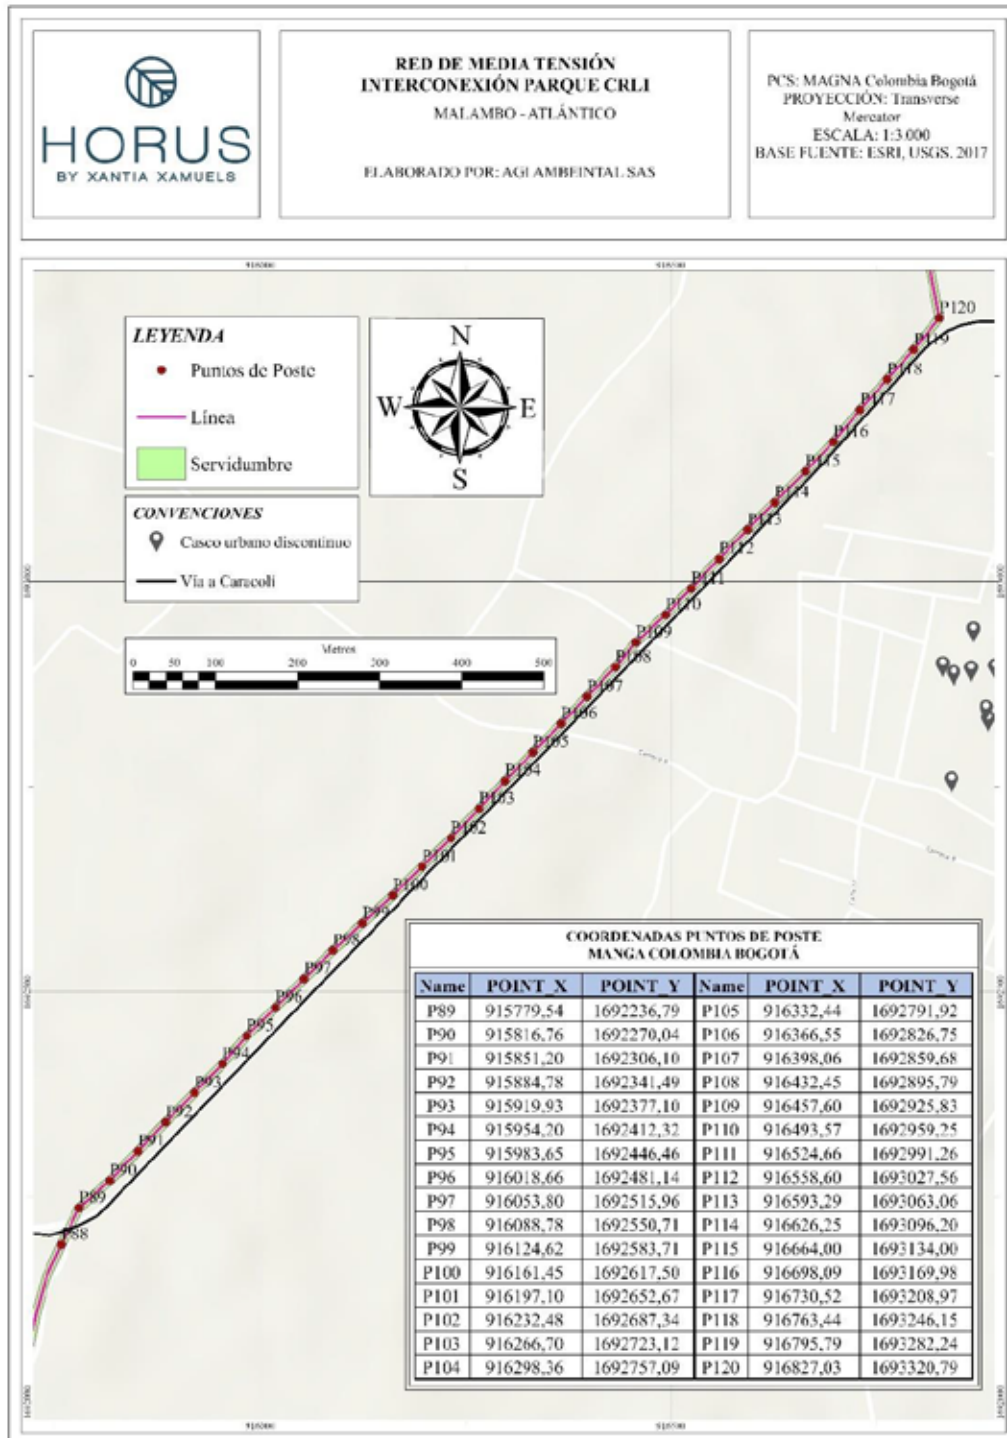 HORUS
BY XANTIA XAMUELS
RED DE MEDIA TENSIÓN
INTERCONEXIÓN PARQUE CRLI
MALAMBO - ATLÁNTICO
ELABORADO POR: AGI AMBEINTAL SAS
PCS: MAGNA Colombia Bogotá
PROYECCIÓN: Transverse
Mercator
ESCALA: 1:3.000
BASE FUENTE: ESRI, USGS. 2017
916000
916500
P120
P119
P118
P117
P116
P115
P114
P113
P112
P111
P110
P109
P108
P107
P106
P105
P104
P103
P102
P101
P100
P99
P98
P97
P96
P95
P94
P93
P92
P91
P90
P89
P88
LEYENDA
Puntos de Poste
Línea
Servidumbre
N
W E
S
CONVENCIONES
Casco urbano discontinuo
Vía a Caracolí
Metros
0 50 100 200 300 400 500
1693000
1693000
1692500
1692500
1692000
1692000
COORDENADAS PUNTOS DE POSTE
MANGA COLOMBIA BOGOTÁ
Name POINT_X POINT_Y Name POINT_X POINT_Y
P89 915779,54 1692236,79 P105 916332,44 1692791,92
P90 915816,76 1692270,04 P106 916366,55 1692826,75
P91 915851,20 1692306,10 P107 916398,06 1692859,68
P92 915884,78 1692341,49 P108 916432,45 1692895,79
P93 915919,93 1692377,10 P109 916457,60 1692925,83
P94 915954,20 1692412,32 P110 916493,57 1692959,25
P95 915983,65 1692446,46 P111 916524,66 1692991,26
P96 916018,66 1692481,14 P112 916558,60 1693027,56
P97 916053,80 1692515,96 P113 916593,29 1693063,06
P98 916088,78 1692550,71 P114 916626,25 1693096,20
P99 916124,62 1692583,71 P115 916664,00 1693134,00
P100 916161,45 1692617,50 P116 916698,09 1693169,98
P101 916197,10 1692652,67 P117 916730,52 1693208,97
P102 916232,48 1692687,34 P118 916763,44 1693246,15
P103 916266,70 1692723,12 P119 916795,79 1693282,24
P104 916298,36 1692757,09 P120 916827,03 1693320,79
916000
916500